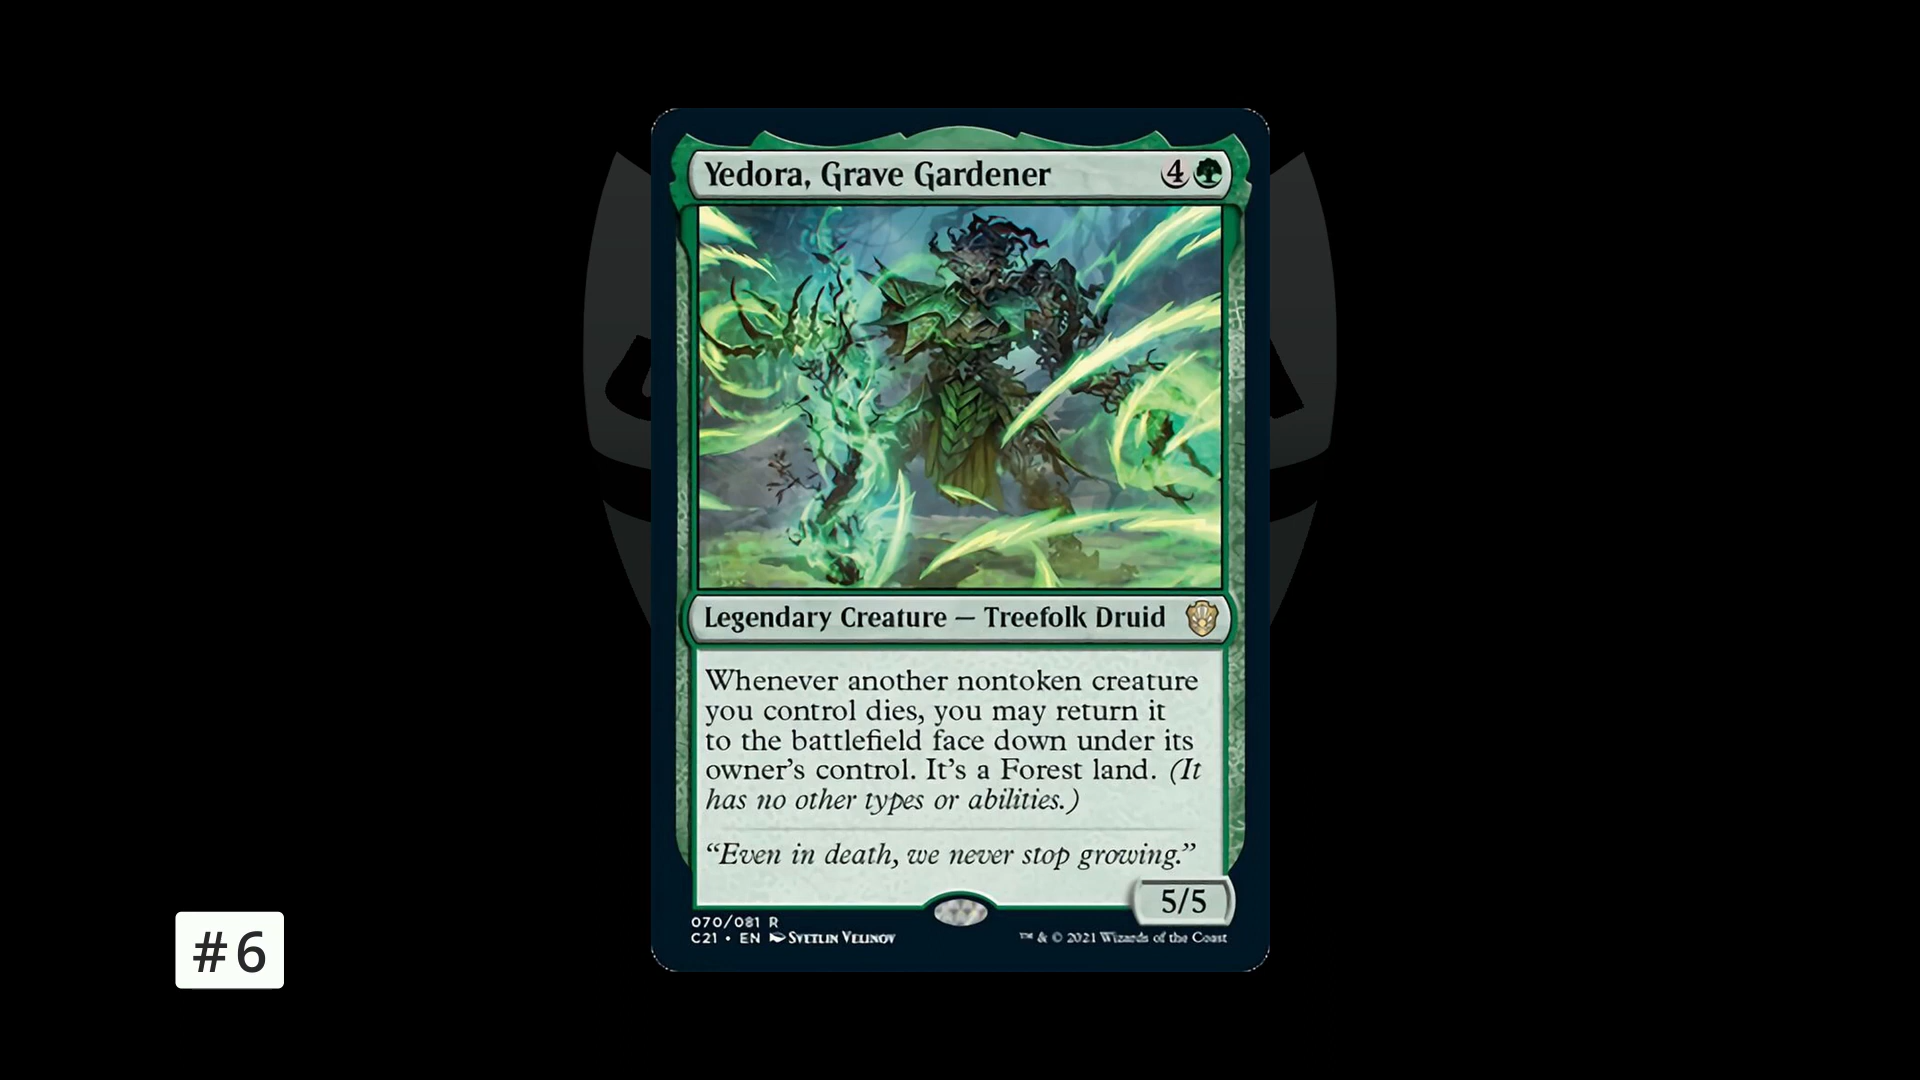 Yedora, Grave Gardener 4
Legendary Creature — Treefolk Druid
Whenever another nontoken creature
you control dies, you may return it
to the battlefield face down under its
owner's control. It's a Forest land. (It
has no other types or abilities.)
“Even in death, we never stop growing.”
5/5
070/081 R
C21 • EN Svetlin Velinov
™ & © 2021 Wizards of the Coast
#6